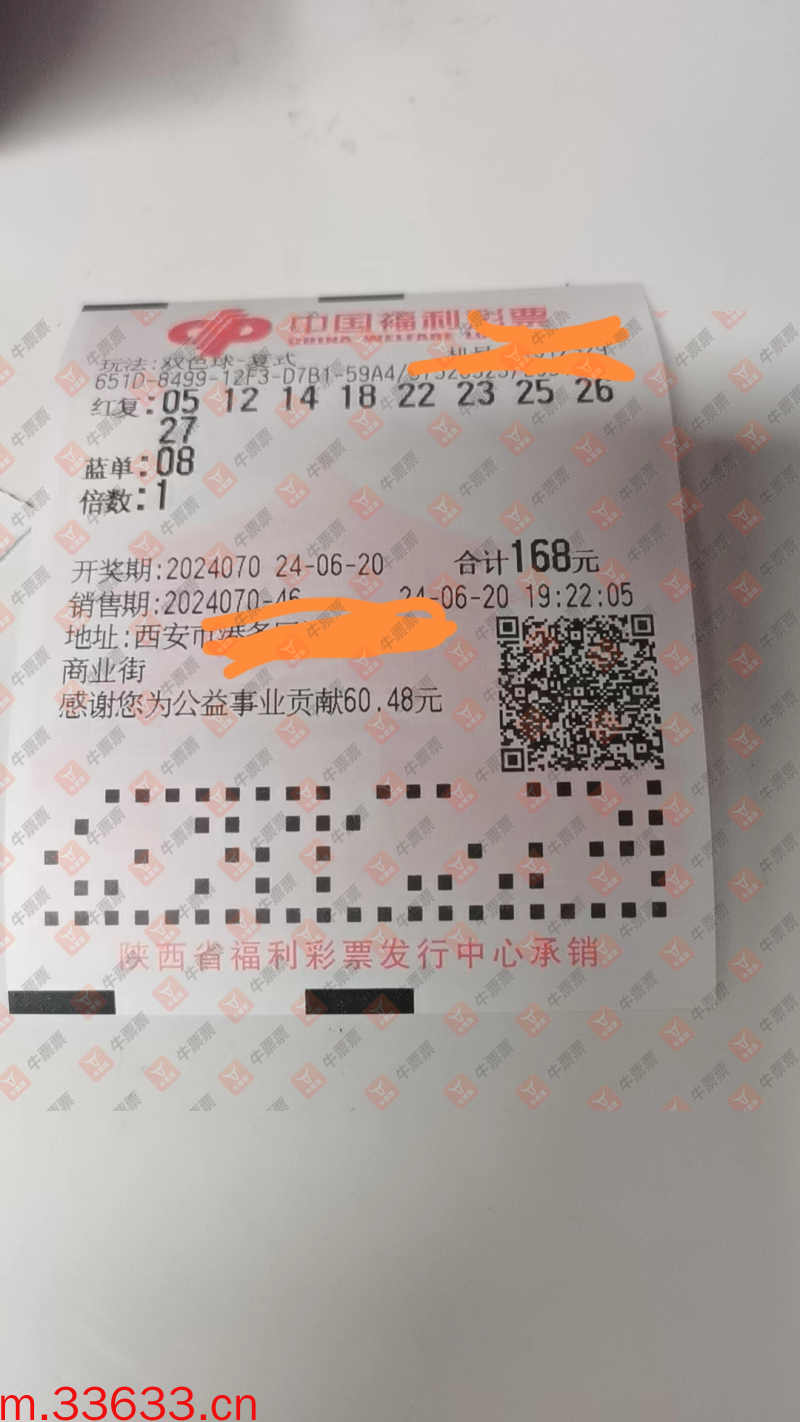 中国福利彩票
CHINA WELFARE
玩法:双色球-复式
651D-8499-12F3-D7B1-59A4/
红复:05 12 14 18 22 23 25 26
27
蓝单:08
倍数:1
开奖期:2024070 24-06-20 合计168元
销售期:2024070-46 24-06-20 19:22:05
地址:西安市
商业街
感谢您为公益事业贡献60.48元
陕西省福利彩票发行中心承销
牛票票
m.33633.cn